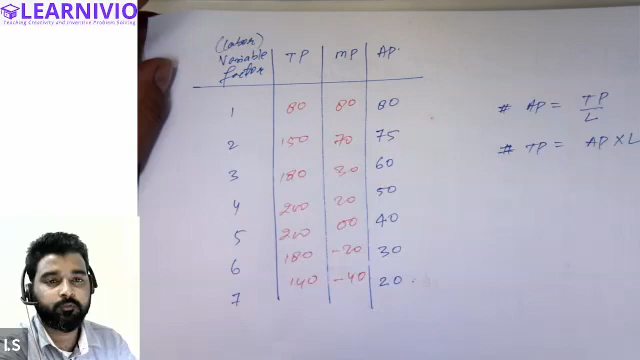 LEARNIVIO
Teaching Creativity and Inventive Problem Solving
(Labor)
Variable factor TP MP AP.
1 80 80 80
2 150 70 75
3 180 30 60
4 200 20 50
5 200 00 40
6 180 -20 30
7 140 -40 20
# AP = TP / L
# TP = AP X L
I.S